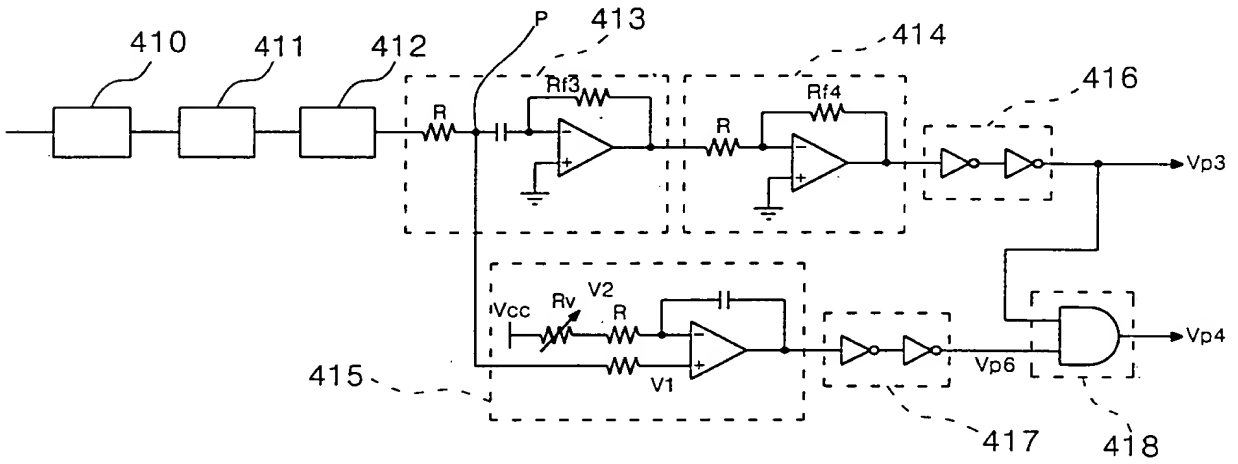 P
410
411
412
413
414
416
Rf3
R
−
+
Rf4
R
−
+
Vp3
Vcc
Rv
V2
R
−
+
V1
415
Vp6
Vp4
417
418